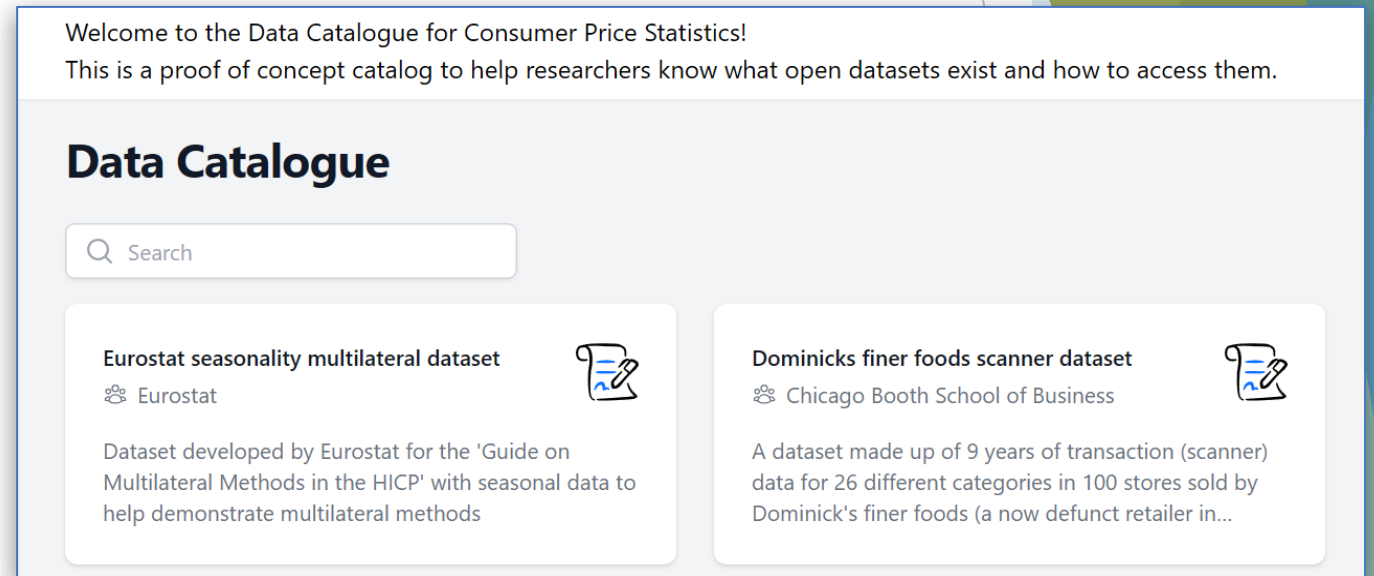 Welcome to the Data Catalogue for Consumer Price Statistics!
This is a proof of concept catalog to help researchers know what open datasets exist and how to access them.
Data Catalogue
Search
Eurostat seasonality multilateral dataset
Eurostat
Dataset developed by Eurostat for the 'Guide on
Multilateral Methods in the HICP' with seasonal data to
help demonstrate multilateral methods
Dominicks finer foods scanner dataset
Chicago Booth School of Business
A dataset made up of 9 years of transaction (scanner)
data for 26 different categories in 100 stores sold by
Dominick's finer foods (a now defunct retailer in...